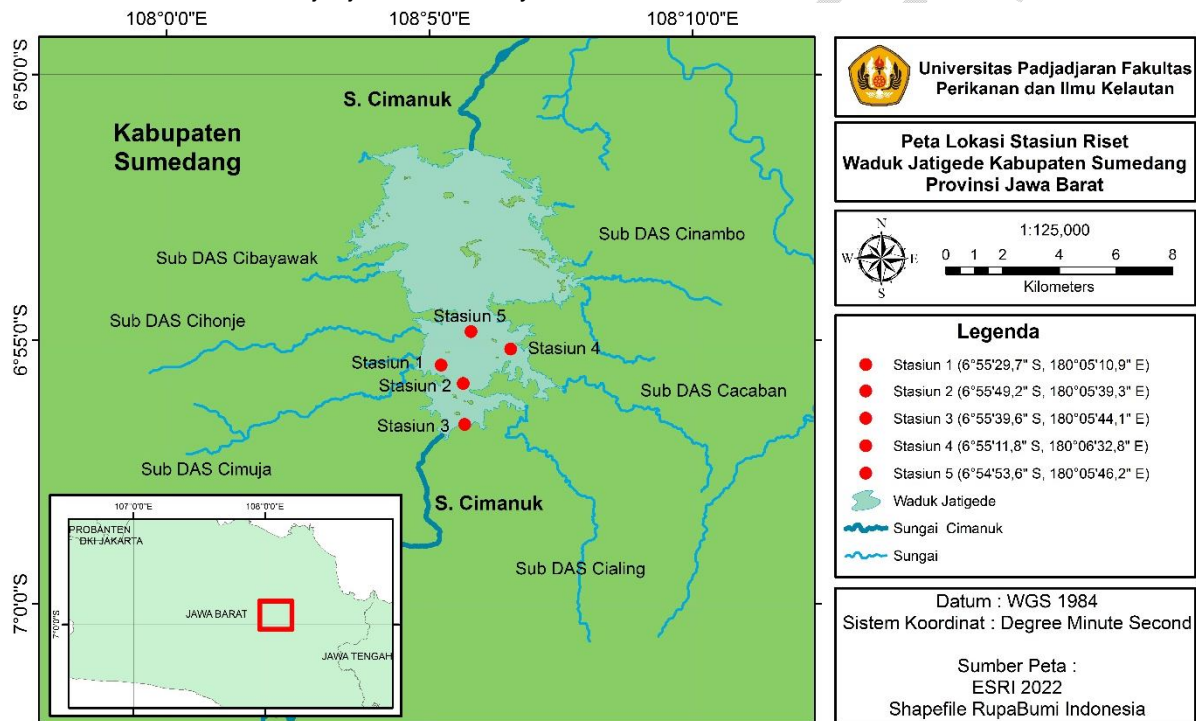 108°0'0"E
108°5'0"E
108°10'0"E
6°50'0"S
6°55'0"S
7°0'0"S
Kabupaten
Sumedang
S. Cimanuk
Sub DAS Cinambo
Sub DAS Cibayawak
Sub DAS Cihonje
Stasiun 5
Stasiun 4
Stasiun 1
Stasiun 2
Sub DAS Cacaban
Stasiun 3
Sub DAS Cimuja
S. Cimanuk
Sub DAS Cialing
107°0'0"E
108°0'0"E
7°0'0"S
PROBANTEN
DKI JAKARTA
JAWA BARAT
JAWA TENGAH
Universitas Padjadjaran Fakultas
Perikanan dan Ilmu Kelautan
Peta Lokasi Stasiun Riset
Waduk Jatigede Kabupaten Sumedang
Provinsi Jawa Barat
N
W E
S
1:125,000
0 1 2 4 6 8
Kilometers
Legenda
Stasiun 1 (6°55'29,7" S, 180°05'10,9" E)
Stasiun 2 (6°55'49,2" S, 180°05'39,3" E)
Stasiun 3 (6°55'39,6" S, 180°05'44,1" E)
Stasiun 4 (6°55'11,8" S, 180°06'32,8" E)
Stasiun 5 (6°54'53,6" S, 180°05'46,2" E)
Waduk Jatigede
Sungai Cimanuk
Sungai
Datum : WGS 1984
Sistem Koordinat : Degree Minute Second
Sumber Peta :
ESRI 2022
Shapefile RupaBumi Indonesia